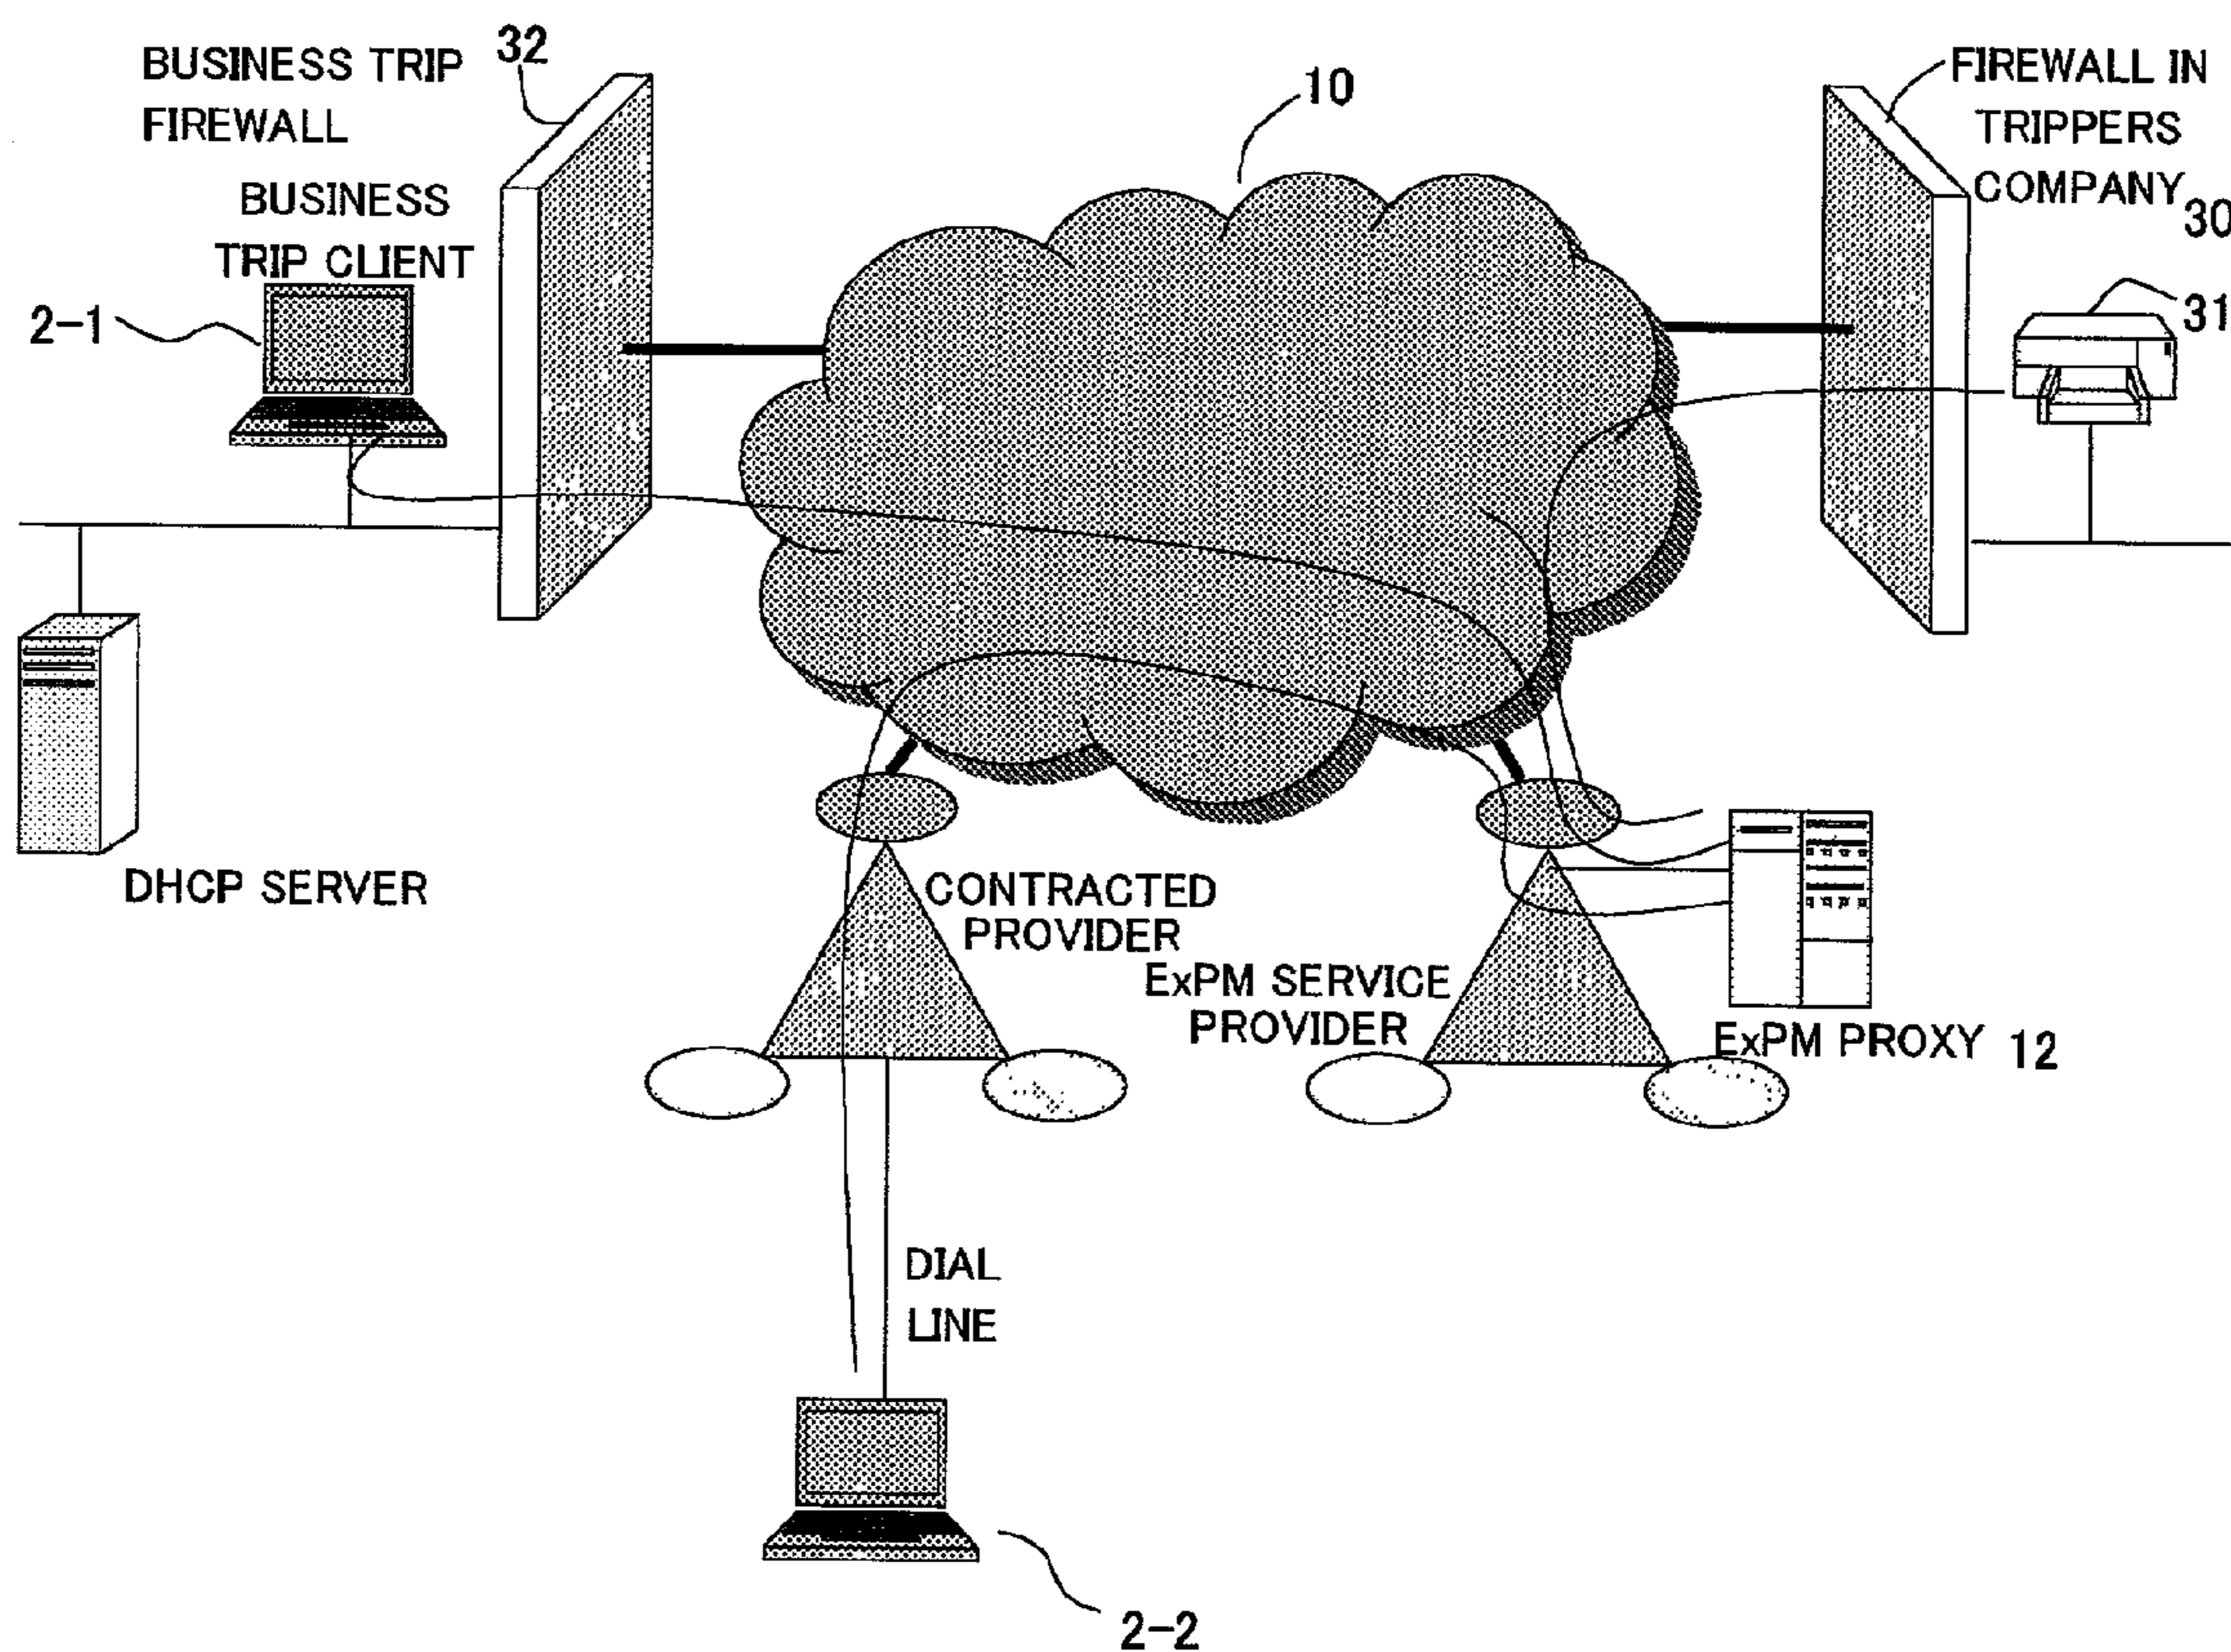 BUSINESS TRIP
FIREWALL
32
10
FIREWALL IN
TRIPPERS
COMPANY
30
BUSINESS
TRIP CLIENT
2-1
31
DHCP SERVER
CONTRACTED
PROVIDER
ExPM SERVICE
PROVIDER
ExPM PROXY 12
DIAL
LINE
2-2